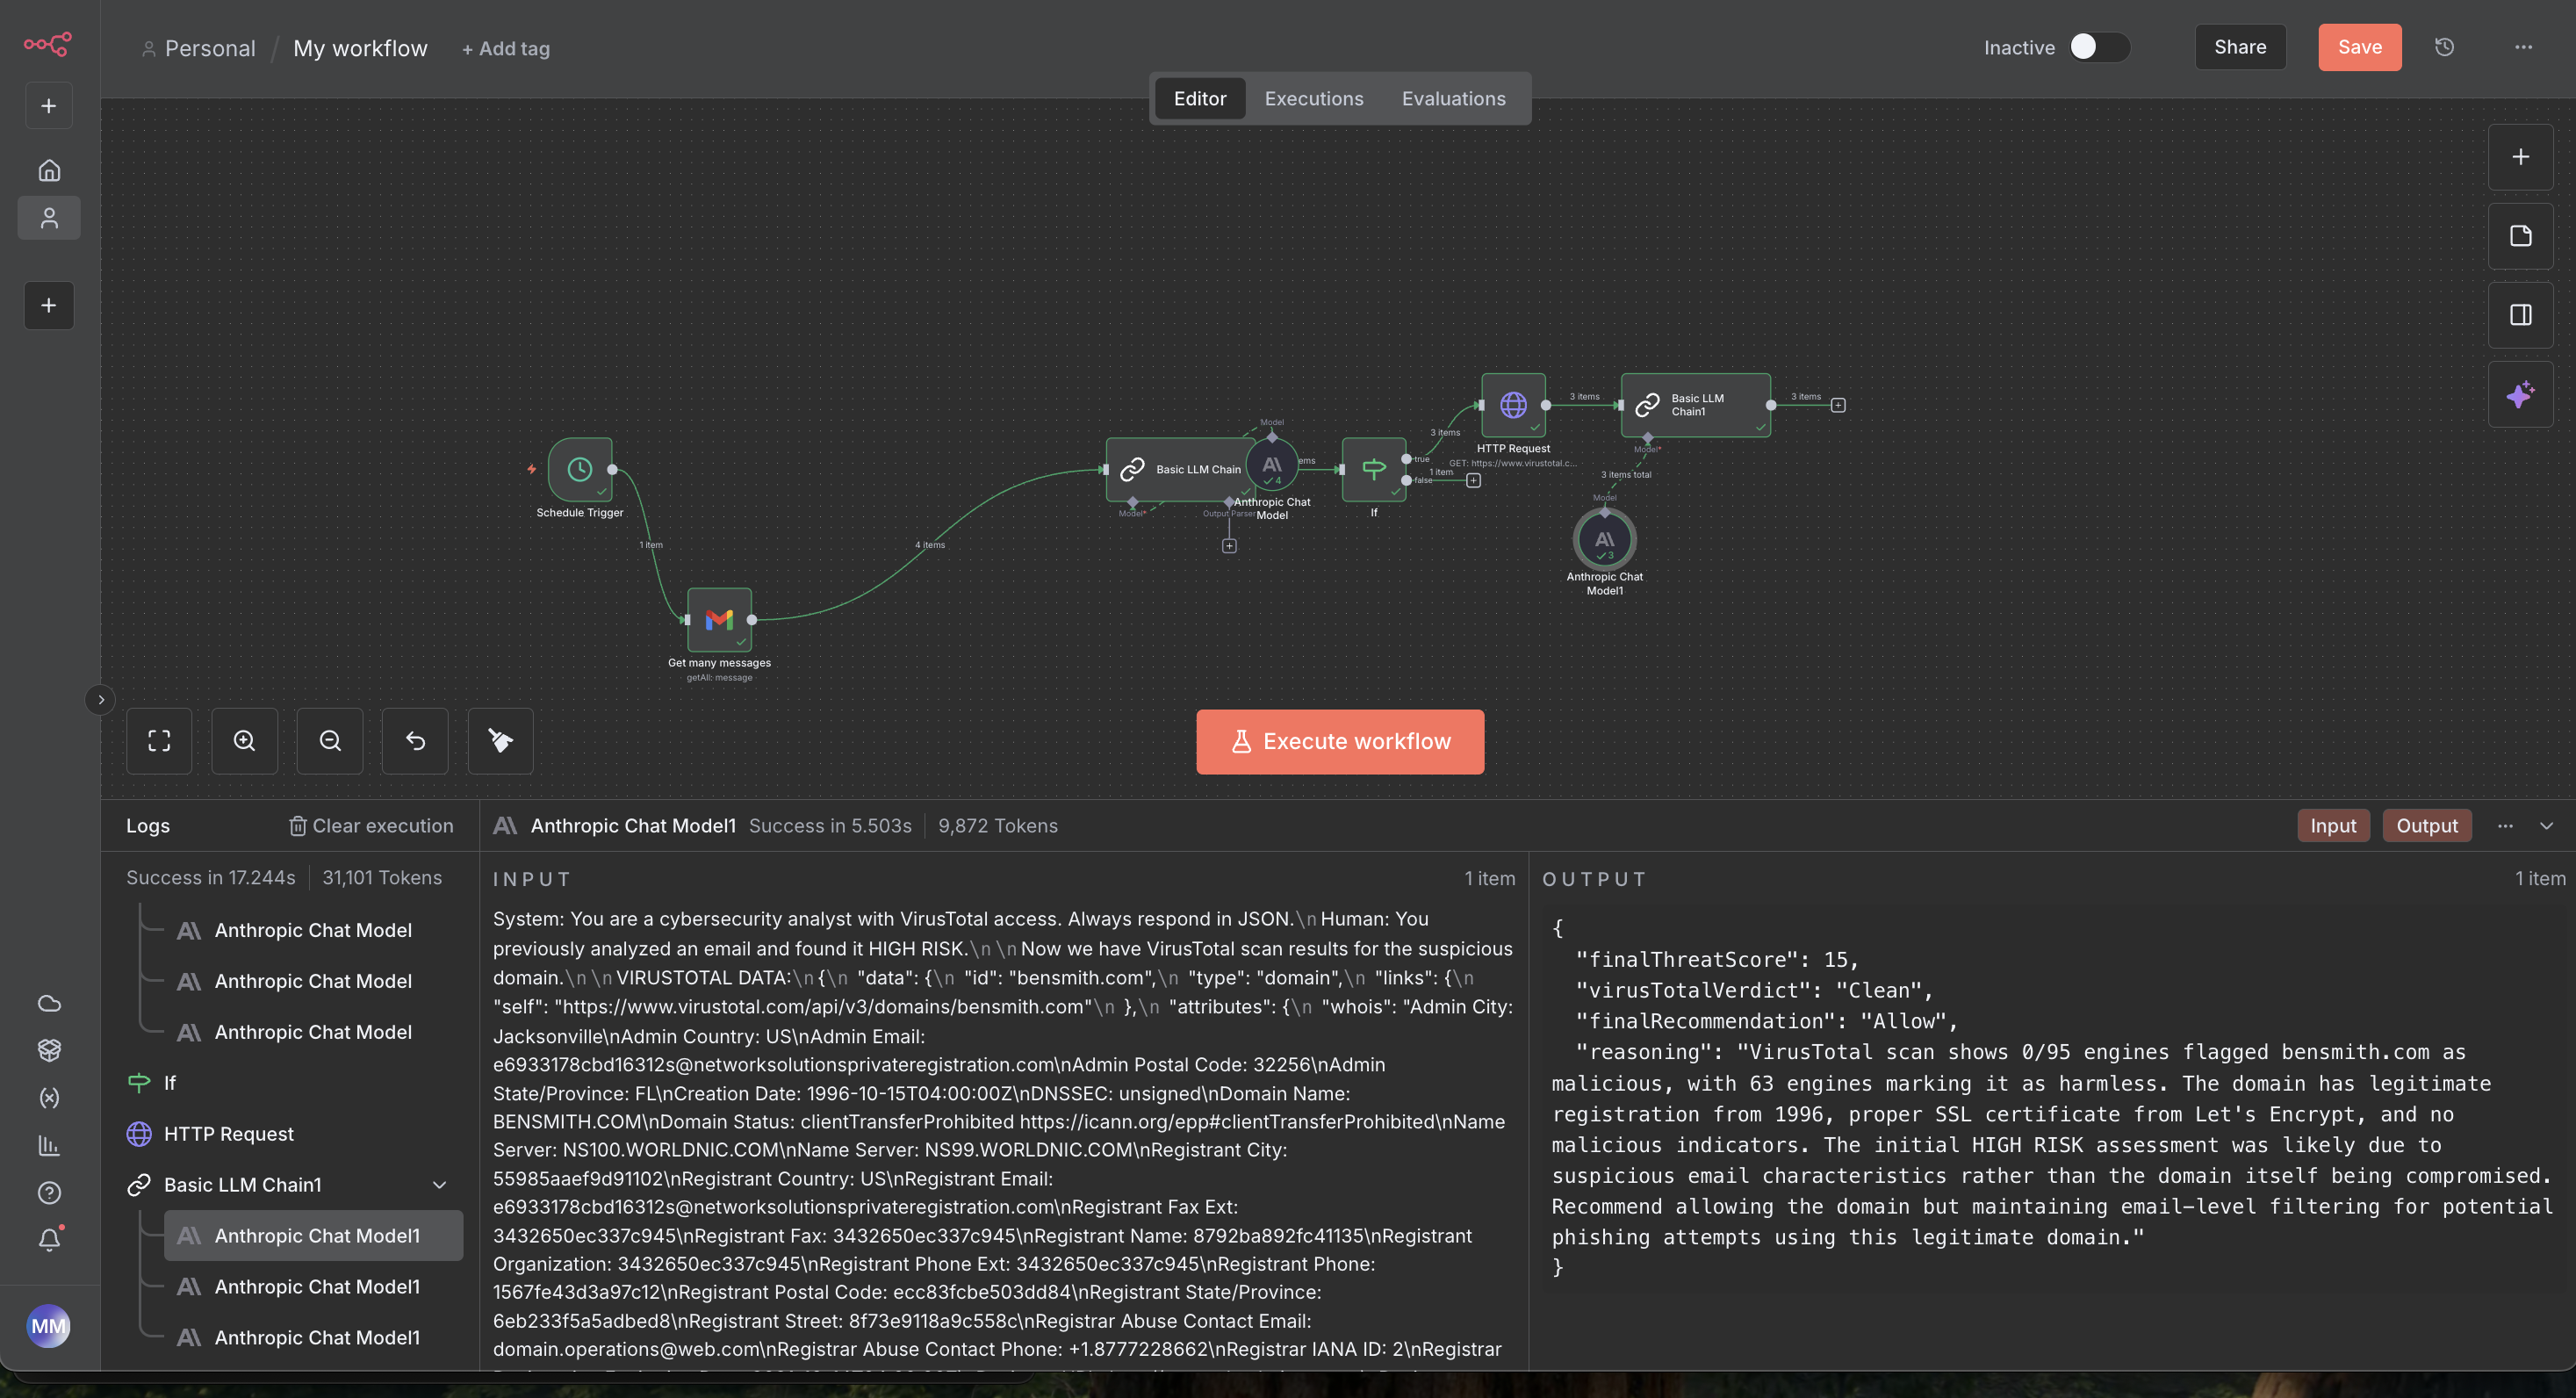 Personal / My workflow + Add tag
Inactive
Share
Save
Editor Executions Evaluations
Schedule Trigger
1 item
Get many messages
getAll: message
4 items
Basic LLM Chain
Model*
Output Parser
Model
4
Anthropic Chat
Model
ems
If
true
false
3 items
1 item
HTTP Request
GET: https://www.virustotal.c...
3 items
Basic LLM
Chain1
3 items
Model*
3 items total
Model
3
Anthropic Chat
Model1
Execute workflow
Logs
Clear execution
Success in 17.244s 31,101 Tokens
Anthropic Chat Model
Anthropic Chat Model
Anthropic Chat Model
If
HTTP Request
Basic LLM Chain1
Anthropic Chat Model1
Anthropic Chat Model1
Anthropic Chat Model1
MM
Anthropic Chat Model1 Success in 5.503s 9,872 Tokens
Input
Output
INPUT
1 item
System: You are a cybersecurity analyst with VirusTotal access. Always respond in JSON.\n Human: You
previously analyzed an email and found it HIGH RISK.\n \n Now we have VirusTotal scan results for the suspicious
domain.\n \n VIRUSTOTAL DATA:\n {\n "data": {\n "id": "bensmith.com",\n "type": "domain",\n "links": {\n
"self": "https://www.virustotal.com/api/v3/domains/bensmith.com"\n },\n "attributes": {\n "whois": "Admin City:
Jacksonville\nAdmin Country: US\nAdmin Email:
e6933178cbd16312s@networksolutionsprivateregistration.com\nAdmin Postal Code: 32256\nAdmin
State/Province: FL\nCreation Date: 1996-10-15T04:00:00Z\nDNSSEC: unsigned\nDomain Name:
BENSMITH.COM\nDomain Status: clientTransferProhibited https://icann.org/epp#clientTransferProhibited\nName
Server: NS100.WORLDNIC.COM\nName Server: NS99.WORLDNIC.COM\nRegistrant City:
55985aaef9d91102\nRegistrant Country: US\nRegistrant Email:
e6933178cbd16312s@networksolutionsprivateregistration.com\nRegistrant Fax Ext:
3432650ec337c945\nRegistrant Fax: 3432650ec337c945\nRegistrant Name: 8792ba892fc41135\nRegistrant
Organization: 3432650ec337c945\nRegistrant Phone Ext: 3432650ec337c945\nRegistrant Phone:
1567fe43d3a97c12\nRegistrant Postal Code: ecc83fcbe503dd84\nRegistrant State/Province:
6eb233f5a5adbed8\nRegistrant Street: 8f73e9118a9c558c\nRegistrar Abuse Contact Email:
domain.operations@web.com\nRegistrar Abuse Contact Phone: +1.8777228662\nRegistrar IANA ID: 2\nRegistrar
OUTPUT
1 item
{
"finalThreatScore": 15,
"virusTotalVerdict": "Clean",
"finalRecommendation": "Allow",
"reasoning": "VirusTotal scan shows 0/95 engines flagged bensmith.com as
malicious, with 63 engines marking it as harmless. The domain has legitimate
registration from 1996, proper SSL certificate from Let's Encrypt, and no
malicious indicators. The initial HIGH RISK assessment was likely due to
suspicious email characteristics rather than the domain itself being compromised.
Recommend allowing the domain but maintaining email-level filtering for potential
phishing attempts using this legitimate domain."
}